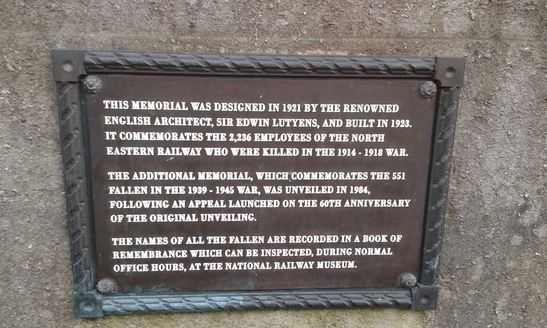 THIS MEMORIAL WAS DESIGNED IN 1921 BY THE RENOWNED
ENGLISH ARCHITECT, SIR EDWIN LUTYENS, AND BUILT IN 1923.
IT COMMEMORATES THE 2,236 EMPLOYEES OF THE NORTH
EASTERN RAILWAY WHO WERE KILLED IN THE 1914 - 1918 WAR.
THE ADDITIONAL MEMORIAL, WHICH COMMEMORATES THE 551
FALLEN IN THE 1939 - 1945 WAR, WAS UNVEILED IN 1984,
FOLLOWING AN APPEAL LAUNCHED ON THE 60TH ANNIVERSARY
OF THE ORIGINAL UNVEILING.
THE NAMES OF ALL THE FALLEN ARE RECORDED IN A BOOK OF
REMEMBRANCE WHICH CAN BE INSPECTED, DURING NORMAL
OFFICE HOURS, AT THE NATIONAL RAILWAY MUSEUM.